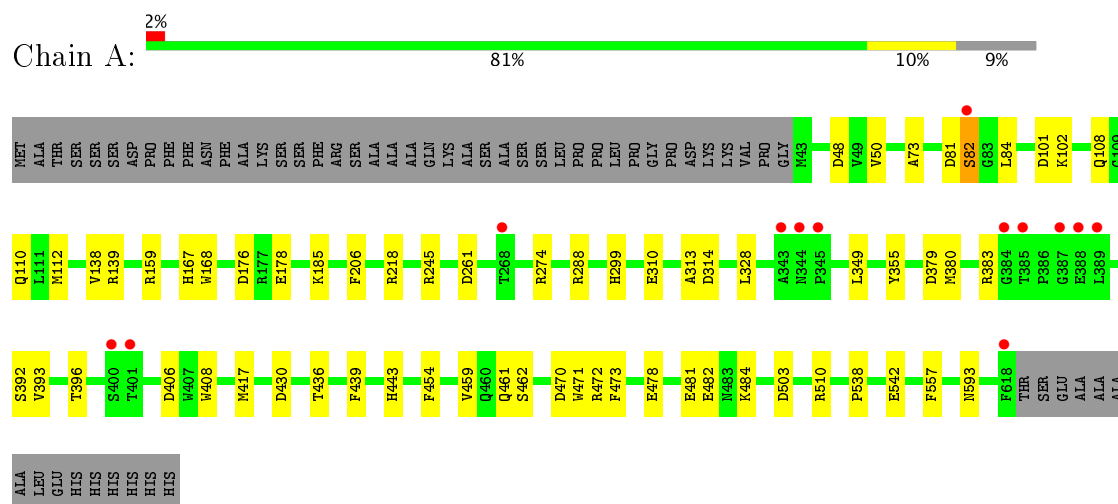 2%
Chain A:
81% 10% 9%
MET ALA THR SER SER SER ASP PRO PHE PHE ASN PHE ALA LYS SER SER PHE ARG SER ALA ALA ALA GLN LYS ALA SER ALA SER SER LEU PRO PRO LEU PRO GLY PRO ASP LYS LYS VAL PRO GLY M43 D48 V49 V50 A73 D81 S82 G83 L84 D101 K102 Q108 G109
Q110 L111 M112 V138 R139 R159 H167 W168 D176 R177 E178 K185 F206 R218 R245 D261 T268 R274 R288 H299 E310 A313 D314 L328 A343 N344 P345 L349 Y355 D379 M380 R383 G384 T385 P386 G387 E388 L389
S392 V393 T396 S400 T401 D406 W407 W408 M417 D430 T436 F439 H443 F454 V459 Q460 Q461 S462 D470 W471 R472 F473 E478 E481 E482 N483 K484 D503 R510 P538 E542 F557 N593 F618 THR SER GLU ALA ALA ALA
ALA LEU GLU HIS HIS HIS HIS HIS HIS